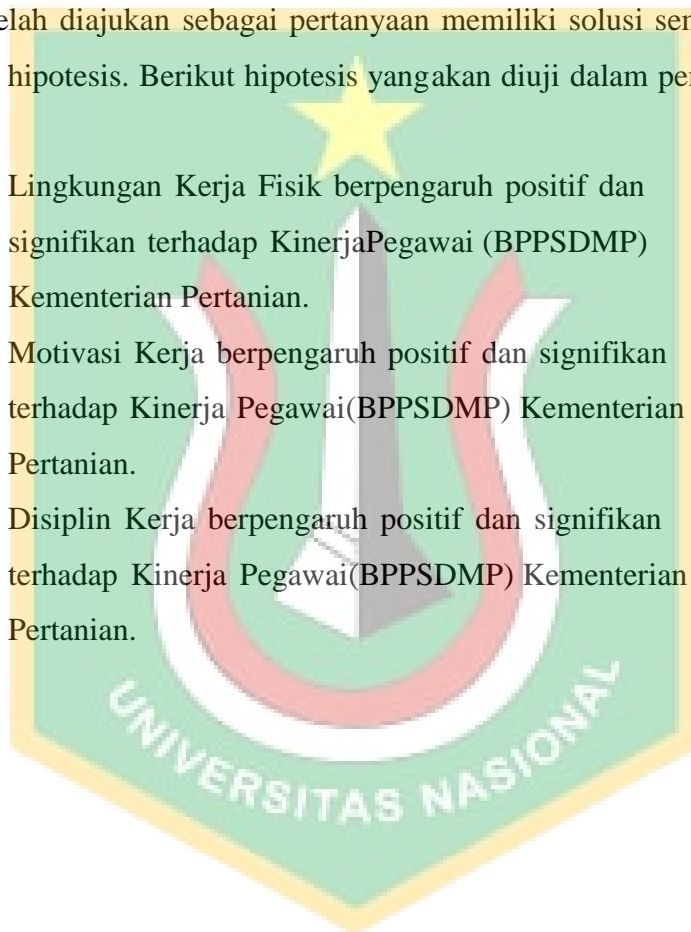 elah diajukan sebagai pertanyaan memiliki solusi sen
hipotesis. Berikut hipotesis yangakan diuji dalam pe
Lingkungan Kerja Fisik berpengaruh positif dan
signifikan terhadap KinerjaPegawai (BPPSDMP)
Kementerian Pertanian.
Motivasi Kerja berpengaruh positif dan signifikan
terhadap Kinerja Pegawai(BPPSDMP) Kementerian
Pertanian.
Disiplin Kerja berpengaruh positif dan signifikan
terhadap Kinerja Pegawai(BPPSDMP) Kementerian
Pertanian.
UNIVERSITAS NASIONAL